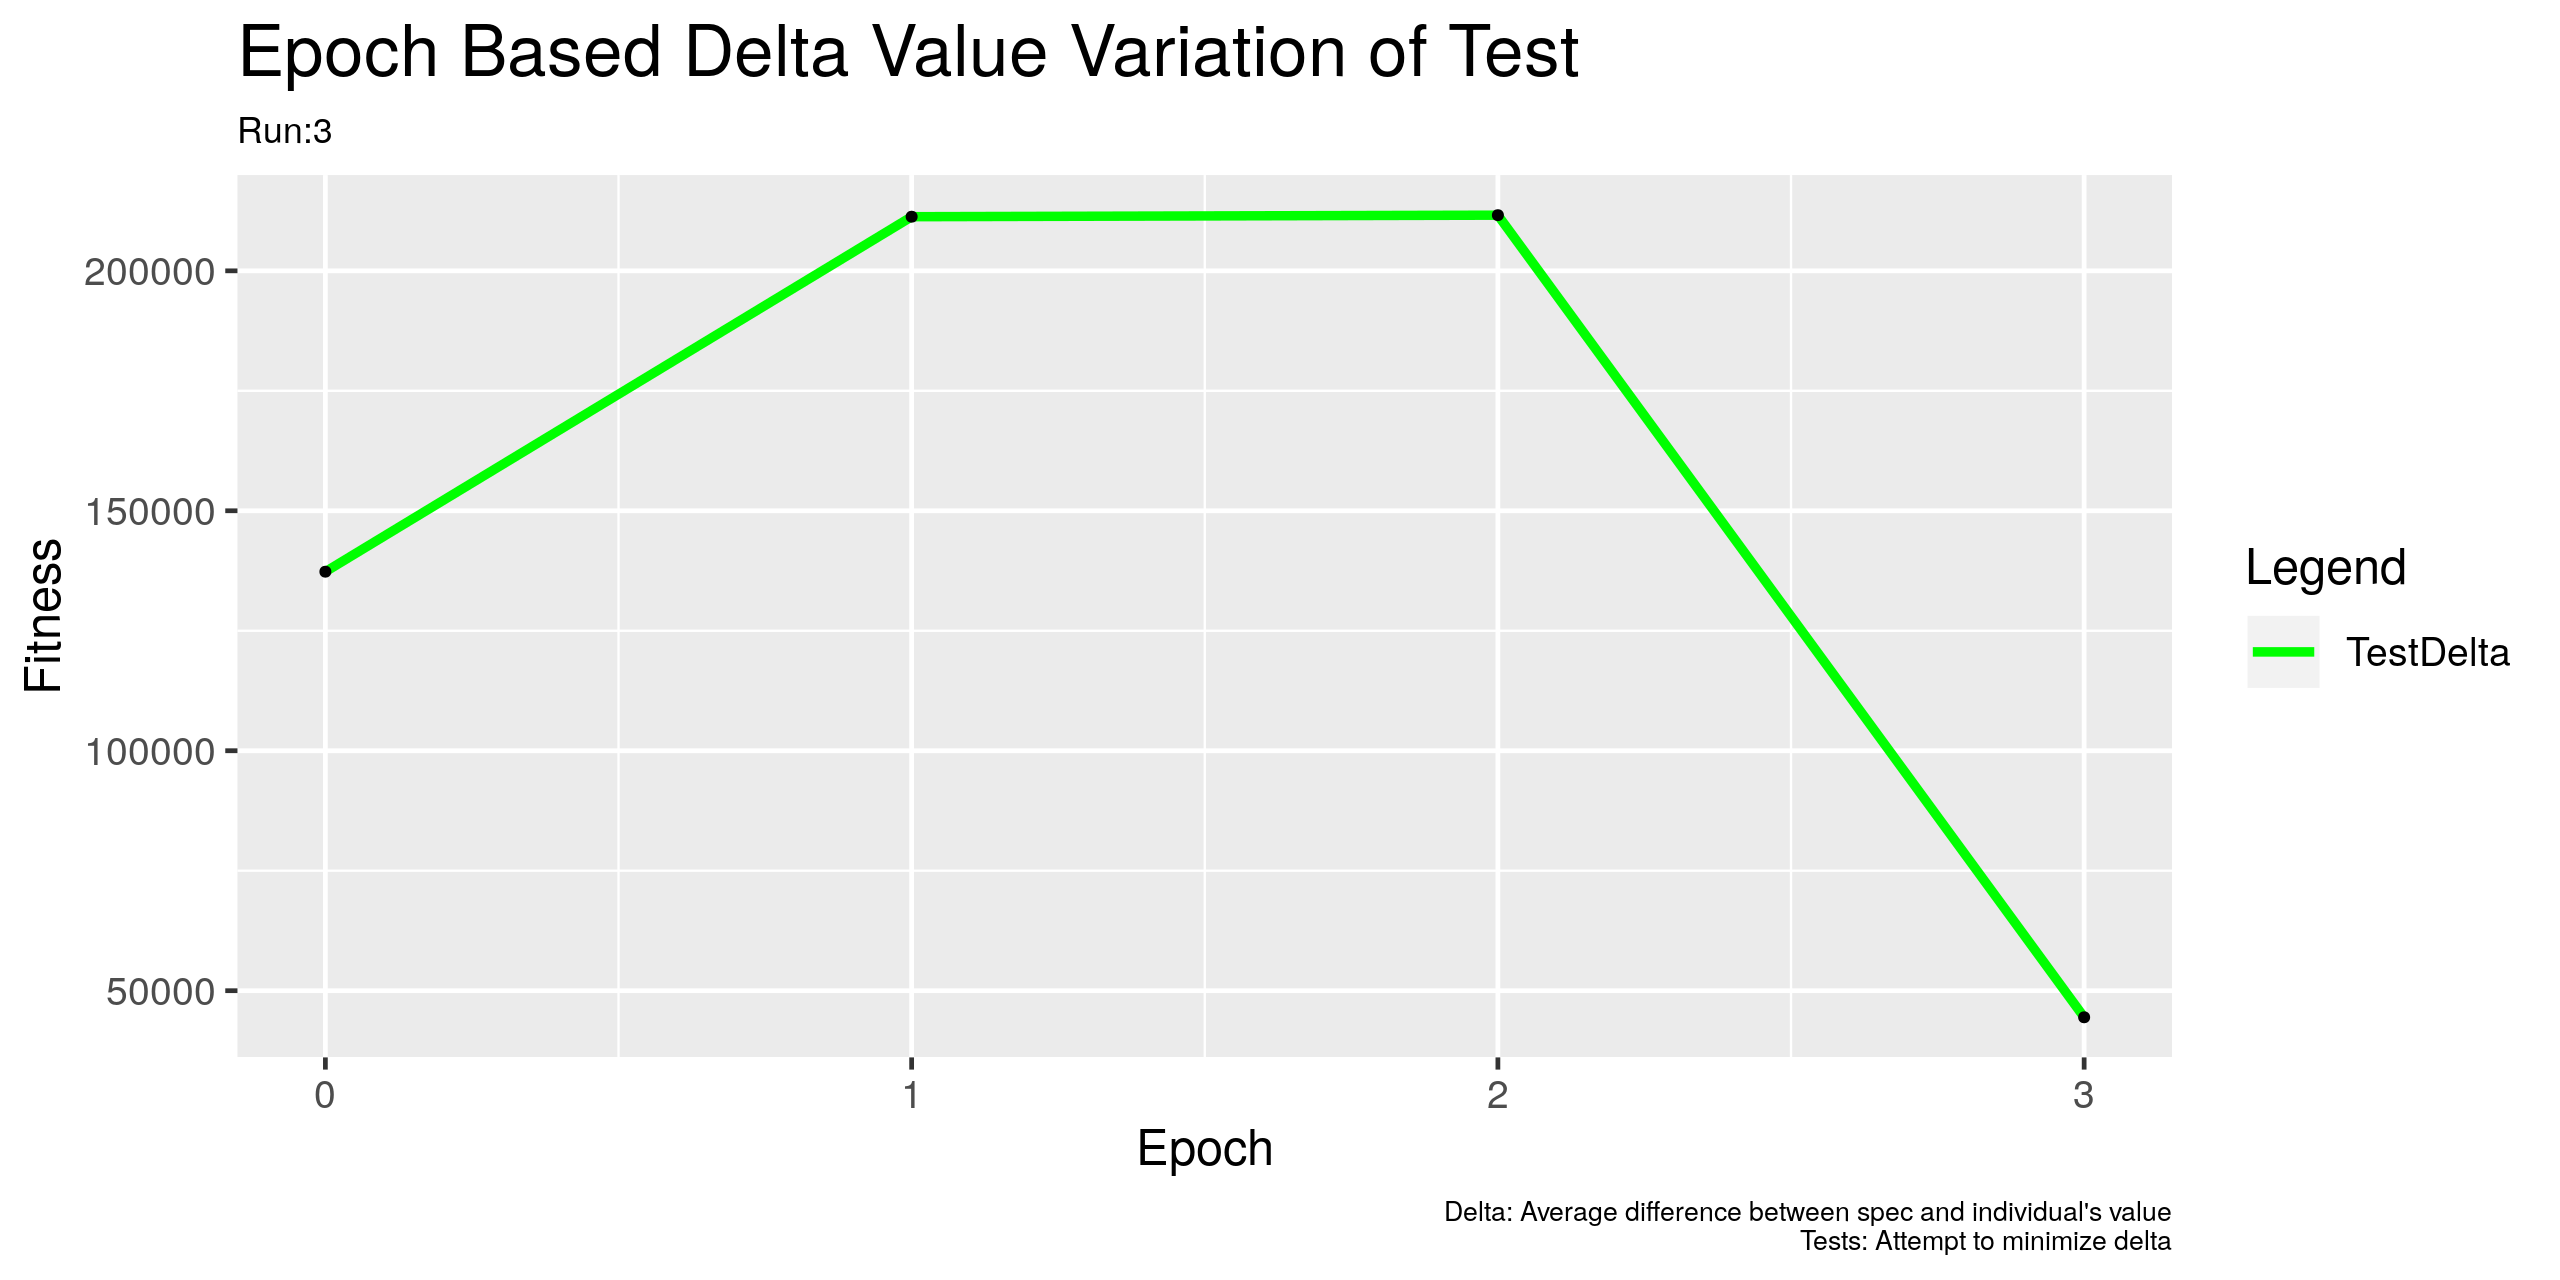 Epoch Based Delta Value Variation of Test
Run:3
200000
150000
100000
50000
Fitness
0 1 2 3
Epoch
Legend
TestDelta
Delta: Average difference between spec and individual's value
Tests: Attempt to minimize delta